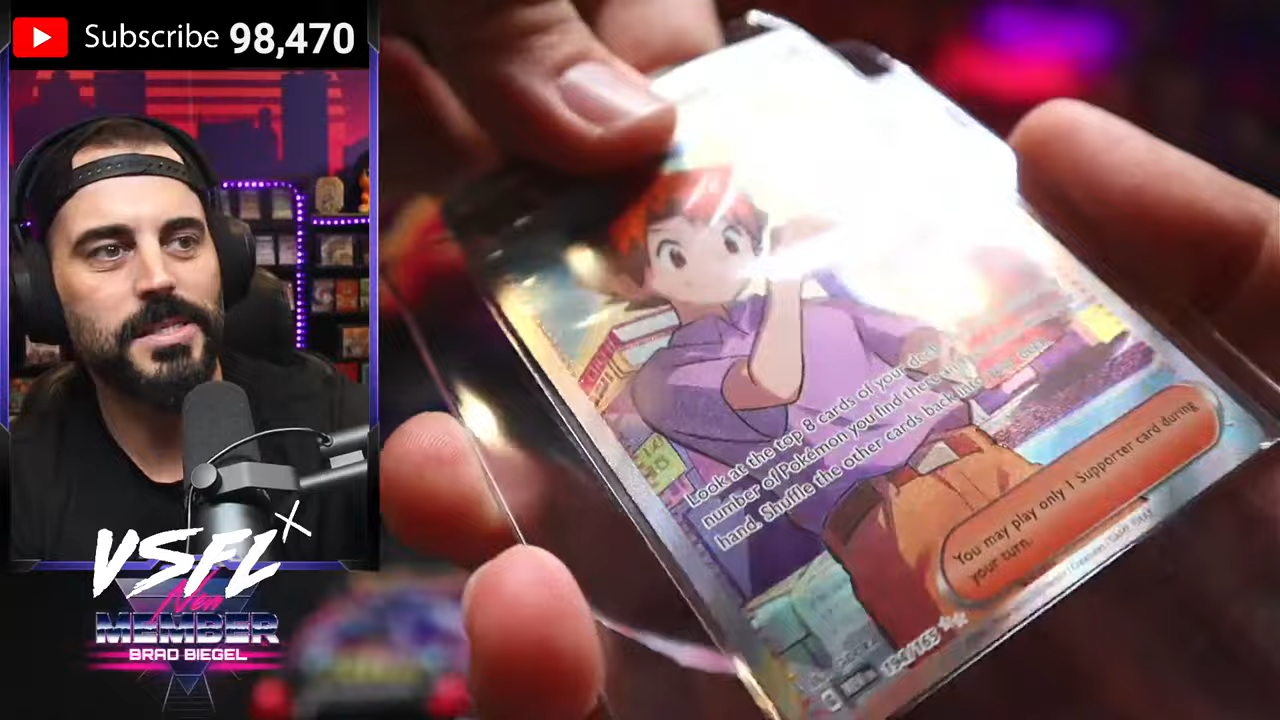 Subscribe 98,470
Look at the top 8 cards of your deck
number of Pokémon you find there
hand. Shuffle the other cards back into
You may play only 1 Supporter card during
your turn.
VSFL
New
MEMBER
BRAD BIEGEL